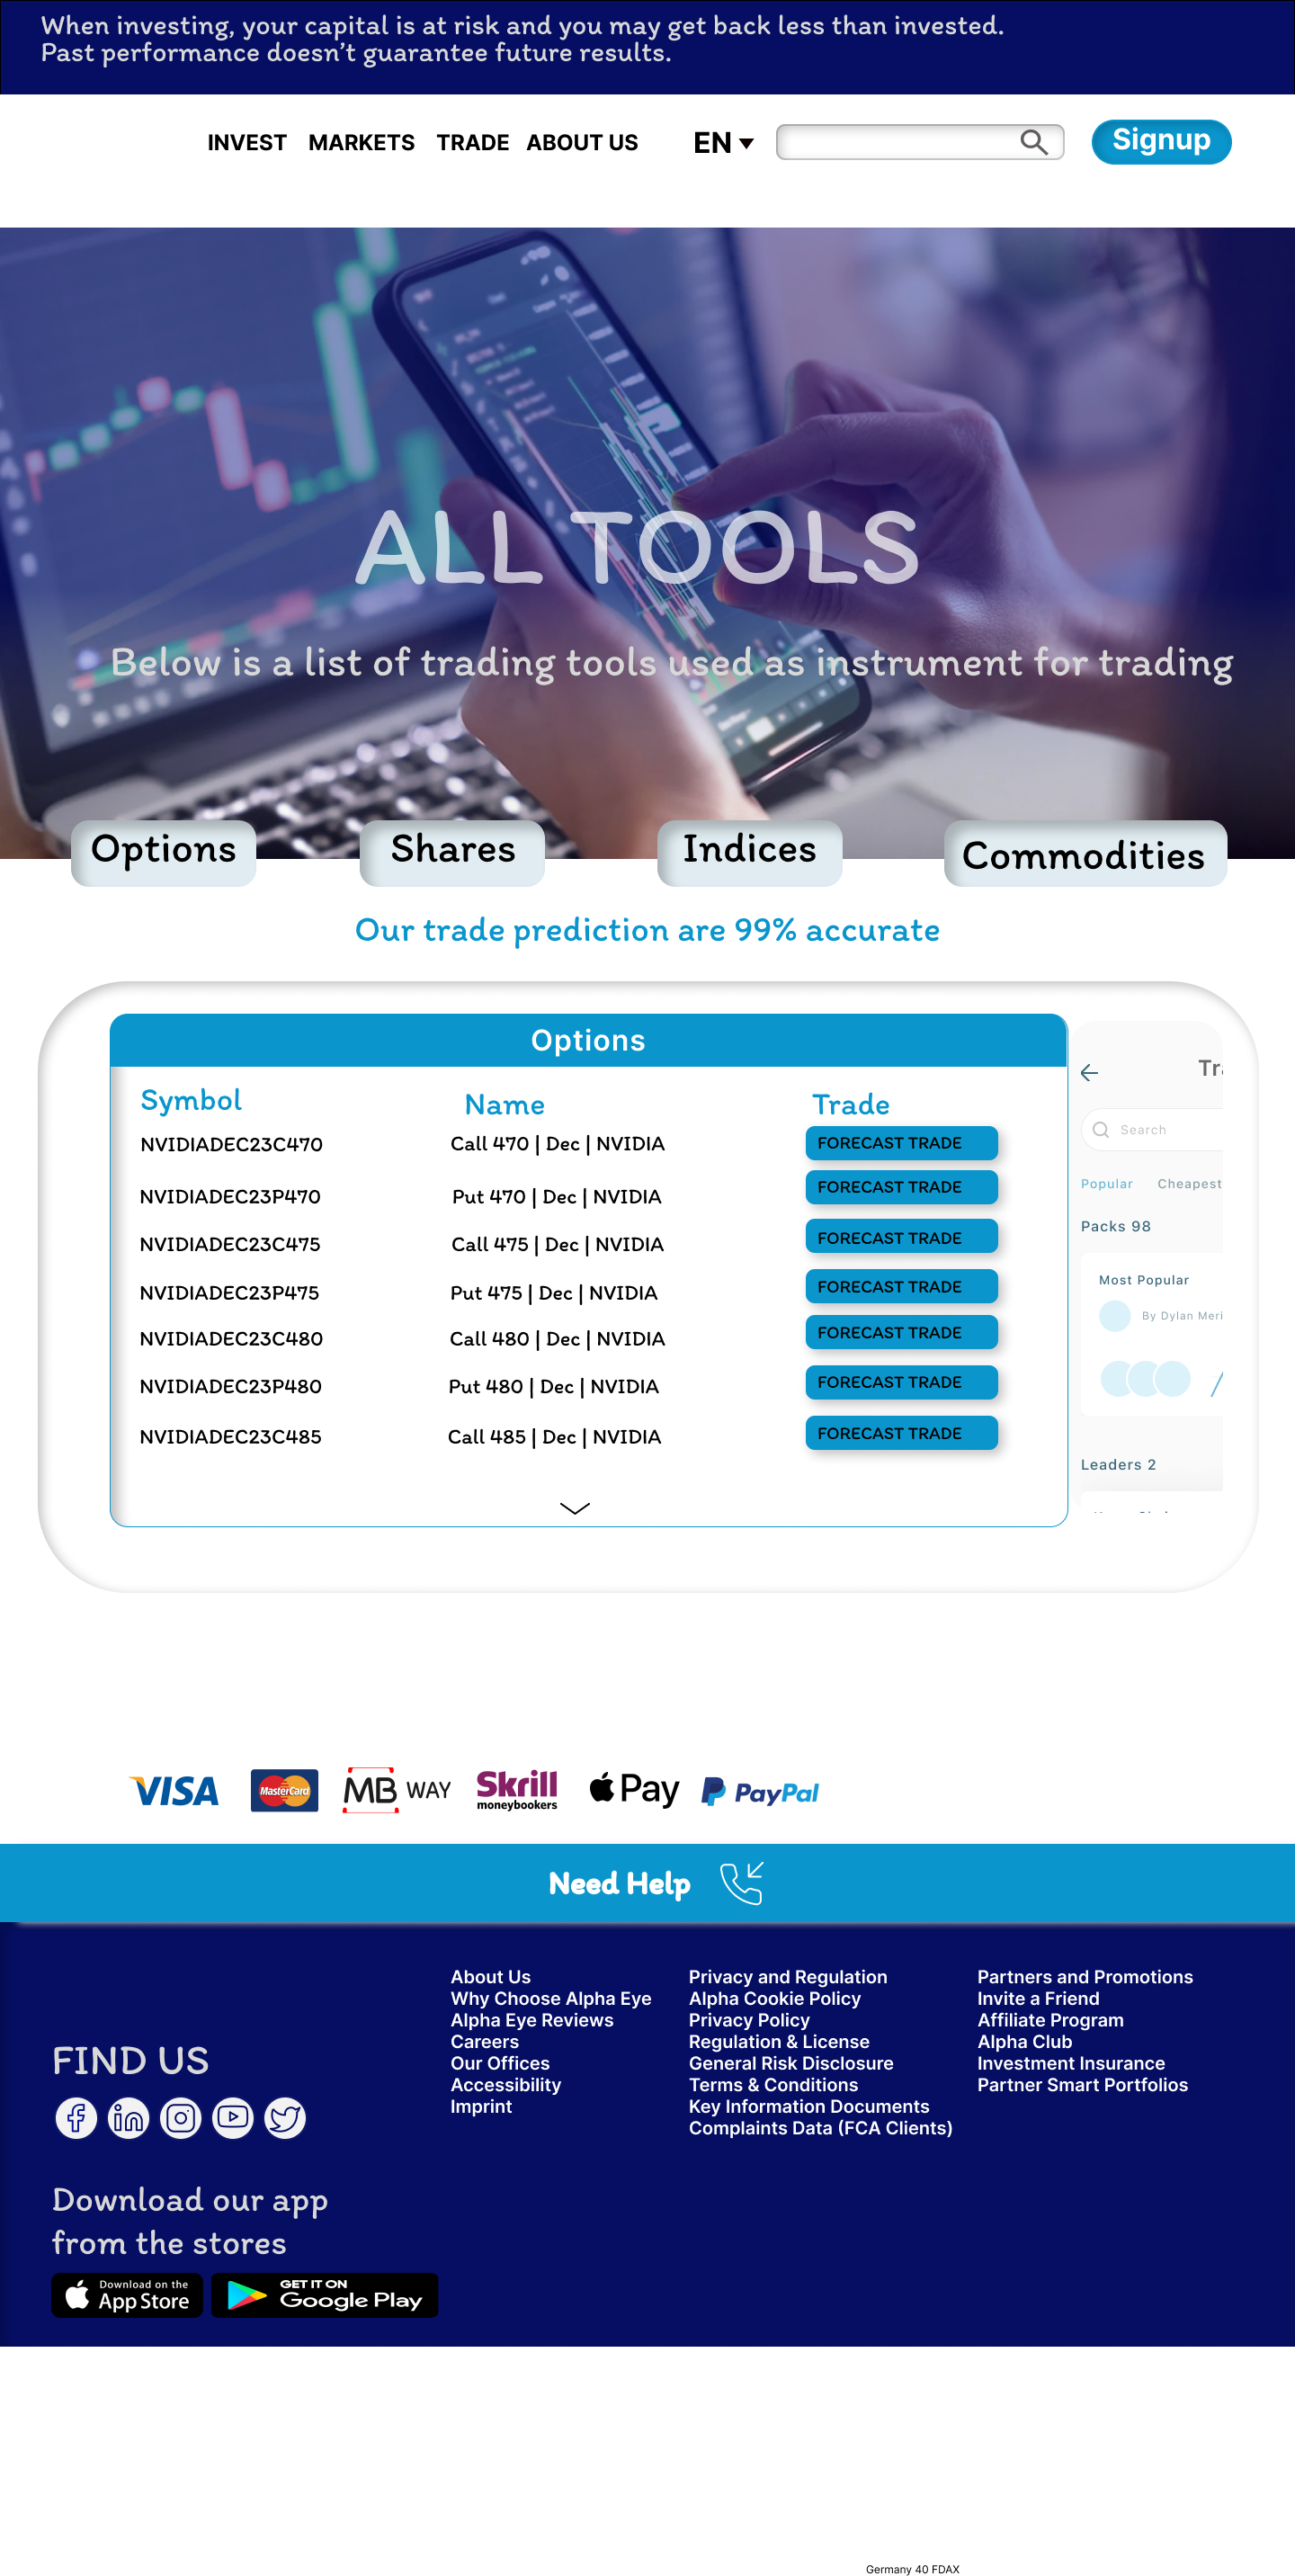 When investing, your capital is at risk and you may get back less than invested.
Past performance doesn't guarantee future results.
INVEST MARKETS TRADE ABOUT US EN Signup
ALL TOOLS
Below is a list of trading tools used as instrument for trading
Options Shares Indices Commodities
Our trade prediction are 99% accurate
Options
Symbol Name Trade
NVIDIADEC23C470 Call 470 | Dec | NVIDIA FORECAST TRADE
NVIDIADEC23P470 Put 470 | Dec | NVIDIA FORECAST TRADE
NVIDIADEC23C475 Call 475 | Dec | NVIDIA FORECAST TRADE
NVIDIADEC23P475 Put 475 | Dec | NVIDIA FORECAST TRADE
NVIDIADEC23C480 Call 480 | Dec | NVIDIA FORECAST TRADE
NVIDIADEC23P480 Put 480 | Dec | NVIDIA FORECAST TRADE
NVIDIADEC23C485 Call 485 | Dec | NVIDIA FORECAST TRADE
Search
Popular Cheapest
Packs 98
Most Popular
By Dylan Meri
Leaders 2
VISA MasterCard MB WAY Skrill moneybookers Pay PayPal
Need Help
About Us
Why Choose Alpha Eye
Alpha Eye Reviews
Careers
Our Offices
Accessibility
Imprint
Privacy and Regulation
Alpha Cookie Policy
Privacy Policy
Regulation & License
General Risk Disclosure
Terms & Conditions
Key Information Documents
Complaints Data (FCA Clients)
Partners and Promotions
Invite a Friend
Affiliate Program
Alpha Club
Investment Insurance
Partner Smart Portfolios
FIND US
Download our app
from the stores
Download on the
App Store
GET IT ON
Google Play
Germany 40 FDAX